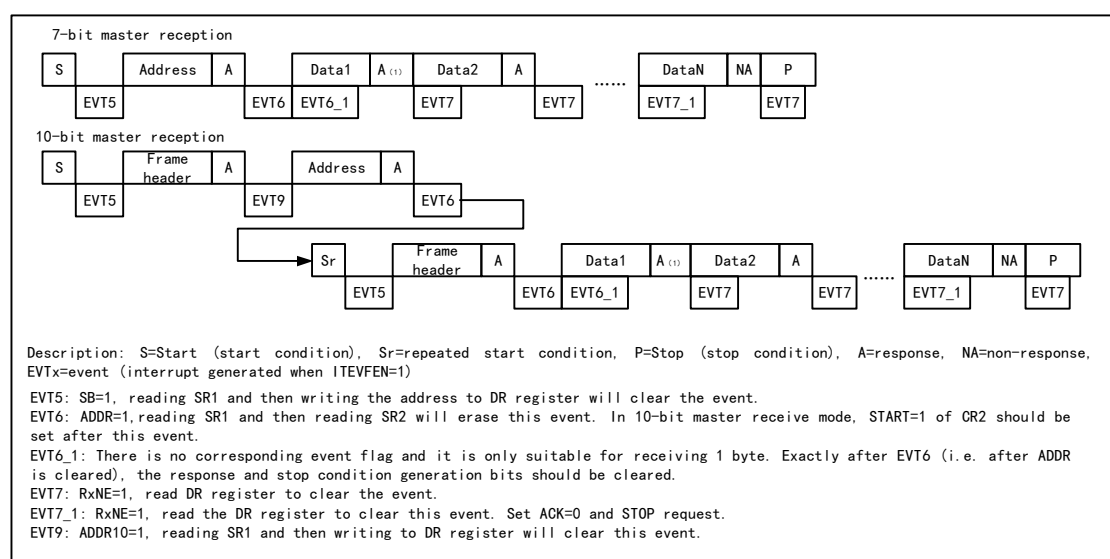 7-bit master reception
S Address A Data1 A(1) Data2 A ...... DataN NA P
EVT5 EVT6 EVT6_1 EVT7 EVT7 EVT7_1 EVT7
10-bit master reception
S Frame header A Address A
EVT5 EVT9 EVT6
Sr Frame header A Data1 A(1) Data2 A ...... DataN NA P
EVT5 EVT6 EVT6_1 EVT7 EVT7 EVT7_1 EVT7
Description: S=Start (start condition), Sr=repeated start condition, P=Stop (stop condition), A=response, NA=non-response,
EVTx=event (interrupt generated when ITEVFEN=1)
EVT5: SB=1, reading SR1 and then writing the address to DR register will clear the event.
EVT6: ADDR=1, reading SR1 and then reading SR2 will erase this event. In 10-bit master receive mode, START=1 of CR2 should be
set after this event.
EVT6_1: There is no corresponding event flag and it is only suitable for receiving 1 byte. Exactly after EVT6 (i.e. after ADDR
is cleared), the response and stop condition generation bits should be cleared.
EVT7: RxNE=1, read DR register to clear the event.
EVT7_1: RxNE=1, read the DR register to clear this event. Set ACK=0 and STOP request.
EVT9: ADDR10=1, reading SR1 and then writing to DR register will clear this event.